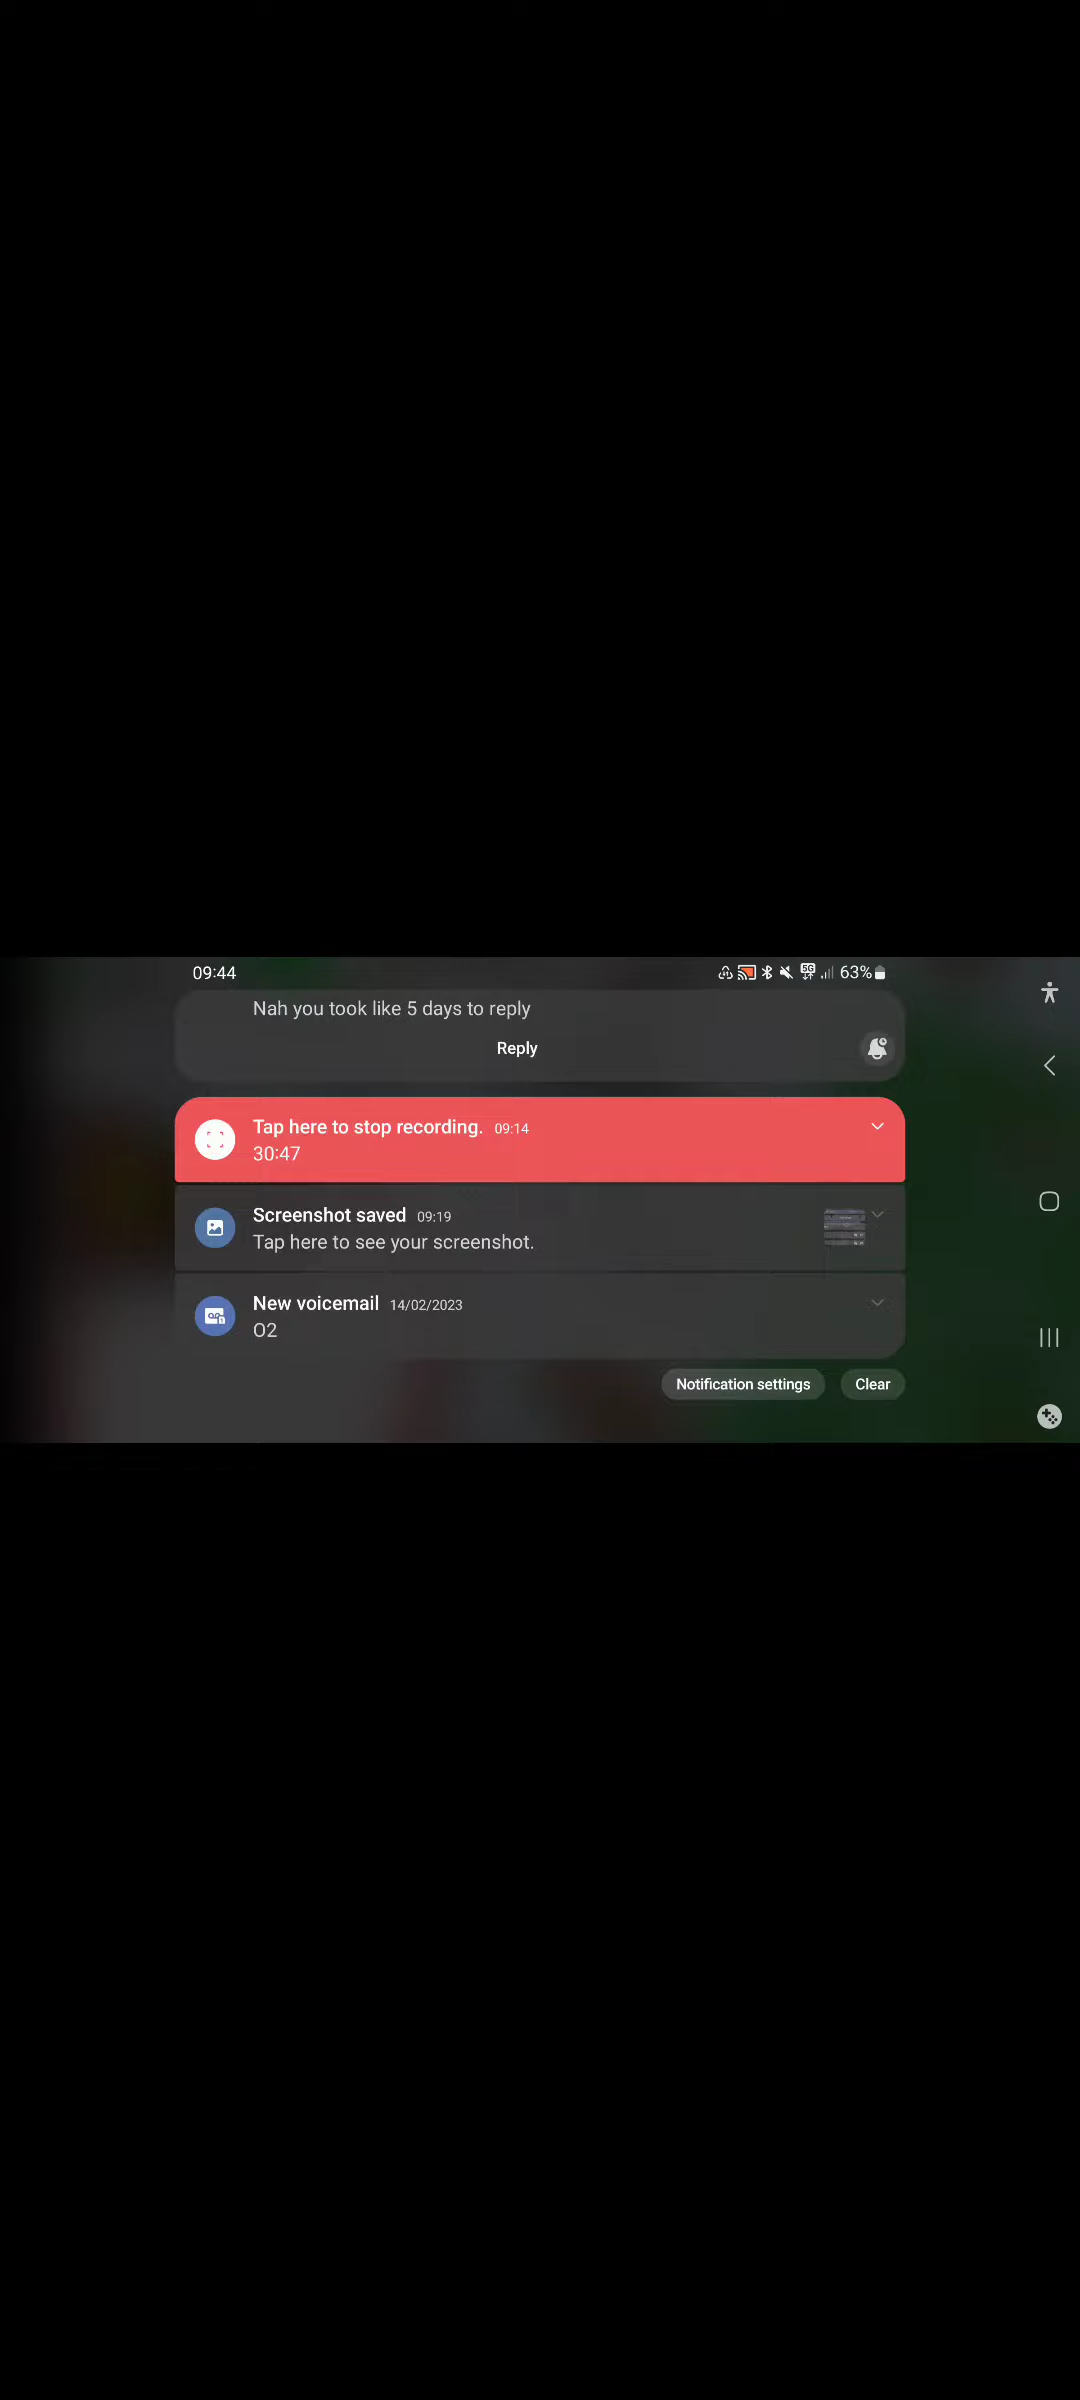 09:44
5G
63%
Nah you took like 5 days to reply
Reply
Tap here to stop recording. 09:14
30:47
Screenshot saved 09:19
Tap here to see your screenshot.
New voicemail 14/02/2023
O2
Notification settings
Clear